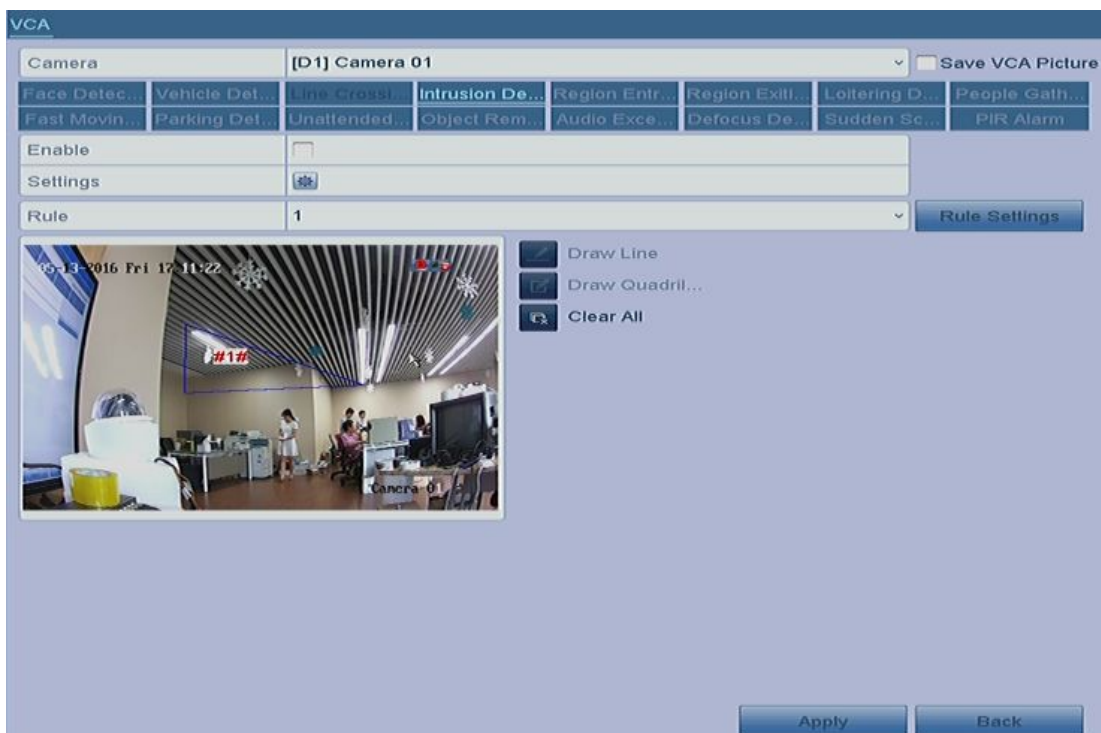 VCA
Camera [D1] Camera 01 Save VCA Picture
Face Detec... Vehicle Det... Line Crossi... Intrusion De... Region Entr... Region Exiti... Loitering D... People Gath...
Fast Movin... Parking Det... Unattended... Object Rem... Audio Exce... Defocus De... Sudden Sc... PIR Alarm
Enable
Settings
Rule 1 Rule Settings
05-13-2016 Fri 17 11:22
#1#
Camera 01
Draw Line
Draw Quadril...
Clear All
Apply Back